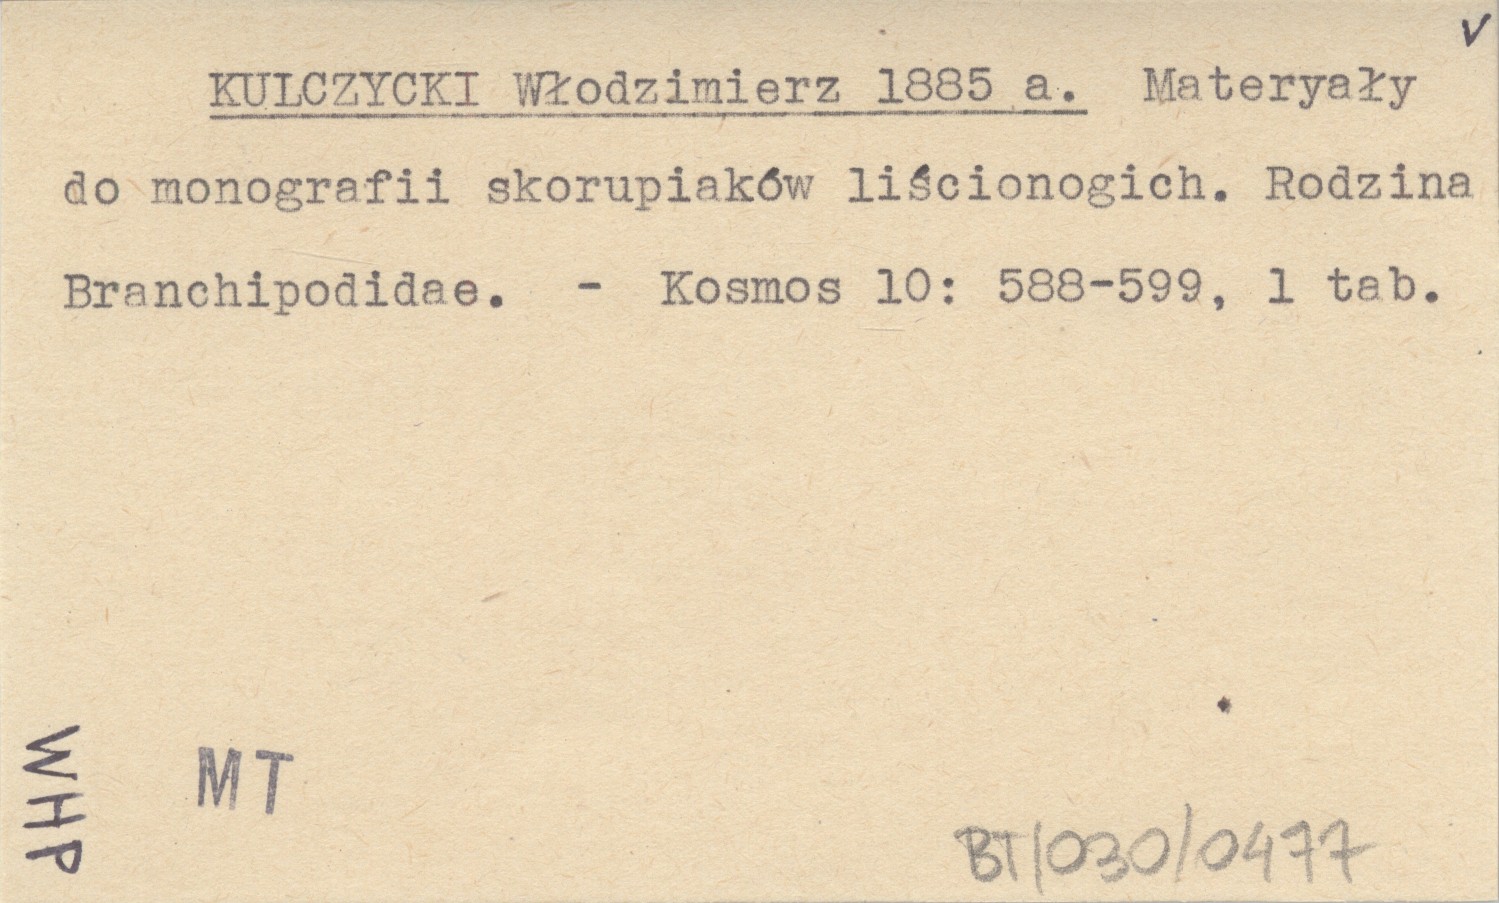 v
KULCZYCKI Włodzimierz 1885 a. Materyały
do monografii skorupiaków liścionogich. Rodzina
Branchipodidae. - Kosmos 10: 588-599, 1 tab.
WHP
MT
BT/030/0477